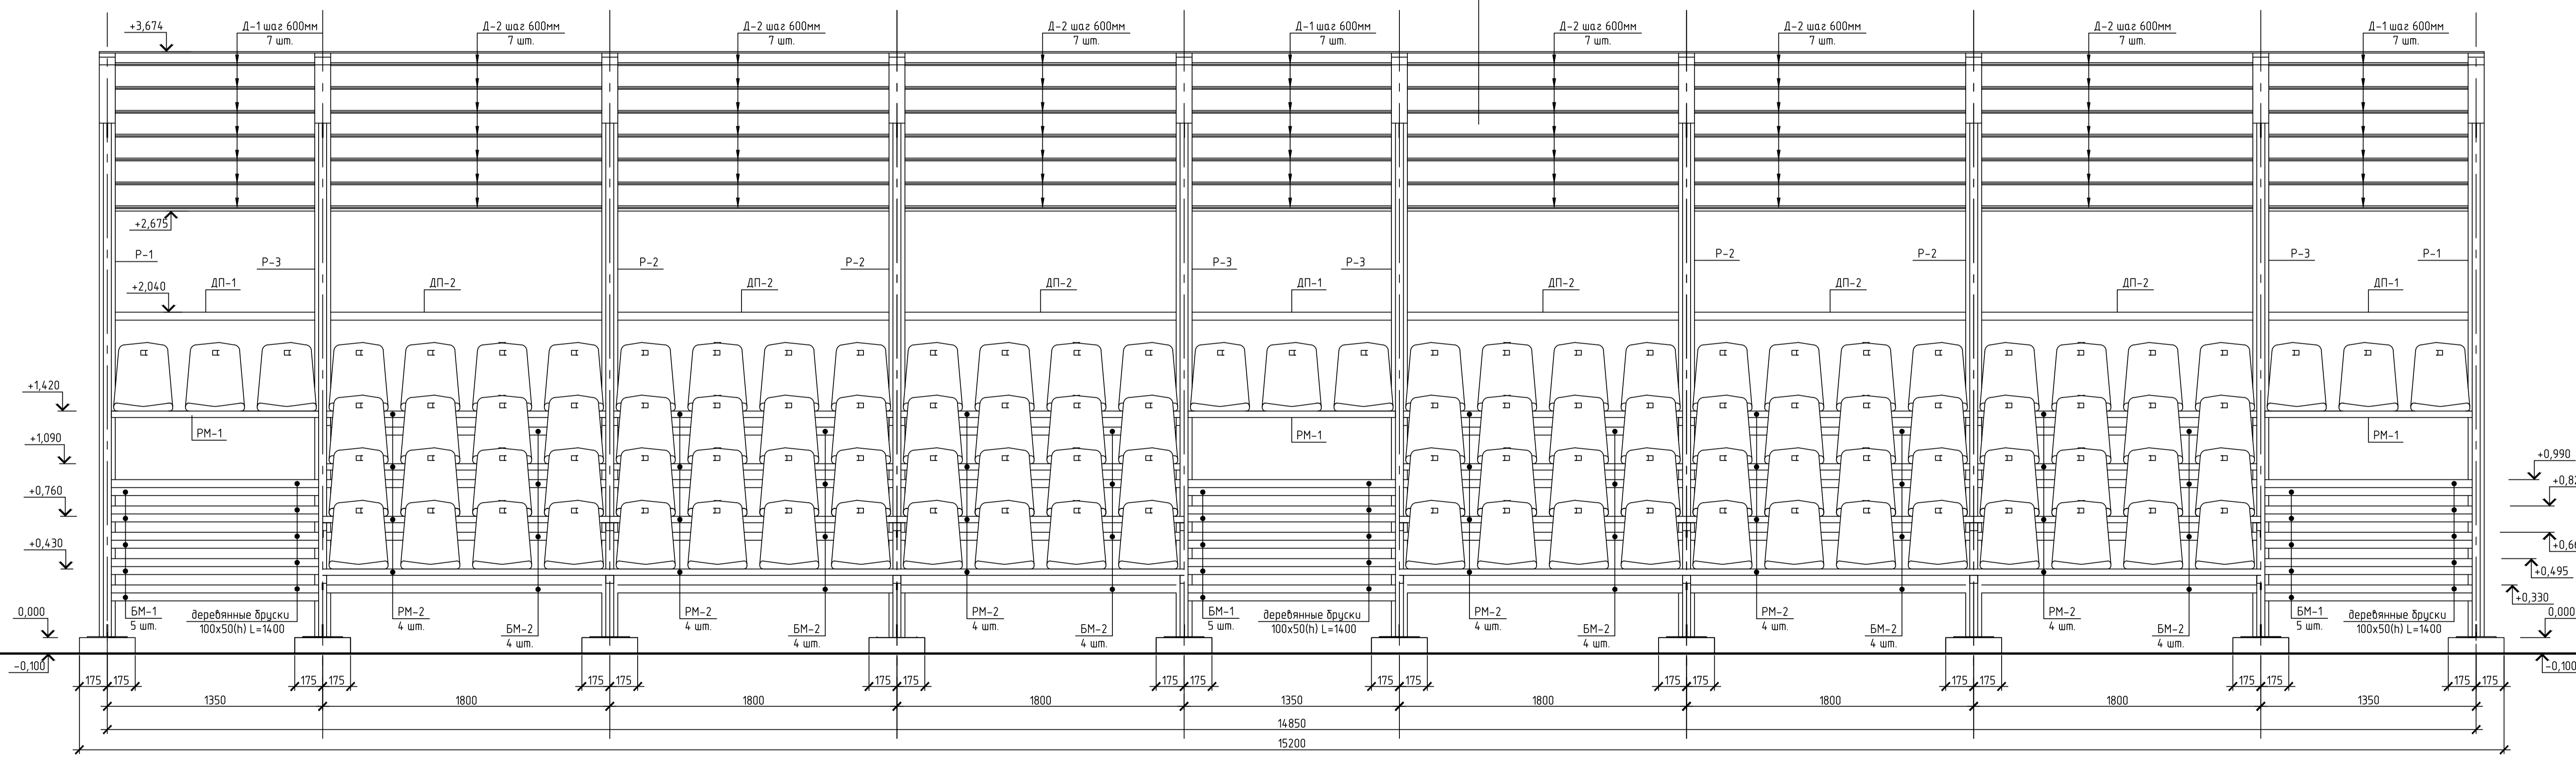 +3,674
Д-1 шаг 600мм
7 шт.
Д-2 шаг 600мм
7 шт.
Д-2 шаг 600мм
7 шт.
Д-2 шаг 600мм
7 шт.
Д-1 шаг 600мм
7 шт.
Д-2 шаг 600мм
7 шт.
Д-2 шаг 600мм
7 шт.
Д-2 шаг 600мм
7 шт.
Д-1 шаг 600мм
7 шт.
+2,675
Р-1
Р-3
Р-2
Р-2
Р-3
Р-3
Р-2
Р-2
Р-3
Р-1
+2,040
ДП-1
ДП-2
ДП-2
ДП-2
ДП-1
ДП-2
ДП-2
ДП-2
ДП-1
+1,420
РМ-1
РМ-1
РМ-1
+1,090
+0,990
+0,760
+0,430
+0,495
+0,330
0,000
0,000
БМ-1
5 шт.
деревянные бруски
100х50(h) L=1400
РМ-2
4 шт.
БМ-2
4 шт.
РМ-2
4 шт.
БМ-2
4 шт.
РМ-2
4 шт.
БМ-2
4 шт.
БМ-1
5 шт.
деревянные бруски
100х50(h) L=1400
РМ-2
4 шт.
БМ-2
4 шт.
РМ-2
4 шт.
БМ-2
4 шт.
РМ-2
4 шт.
БМ-2
4 шт.
БМ-1
5 шт.
деревянные бруски
100х50(h) L=1400
-0,100
-0,100
175 175 175 175 175 175 175 175 175 175 175 175 175 175 175 175 175 175 175 175
1350 1800 1800 1800 1350 1800 1800 1800 1350
14850
15200